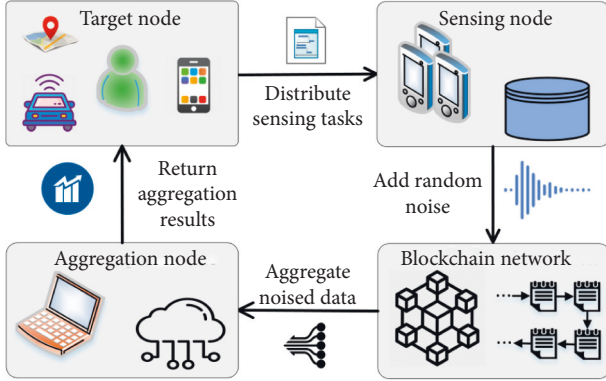 Target node
Sensing node
Distribute
sensing tasks
Return
aggregation
results
Add random
noise
Aggregation node
Aggregate
noised data
Blockchain network